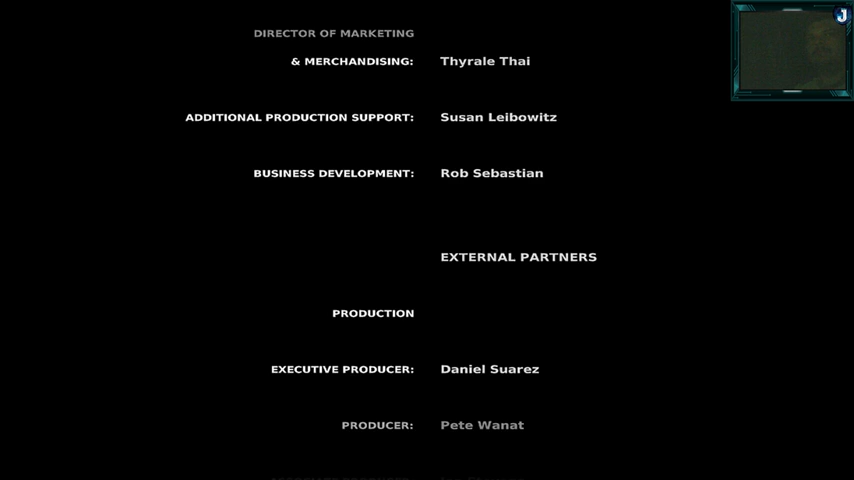 DIRECTOR OF MARKETING
& MERCHANDISING: Thyrale Thai
ADDITIONAL PRODUCTION SUPPORT: Susan Leibowitz
BUSINESS DEVELOPMENT: Rob Sebastian
EXTERNAL PARTNERS
PRODUCTION
EXECUTIVE PRODUCER: Daniel Suarez
PRODUCER: Pete Wanat
J